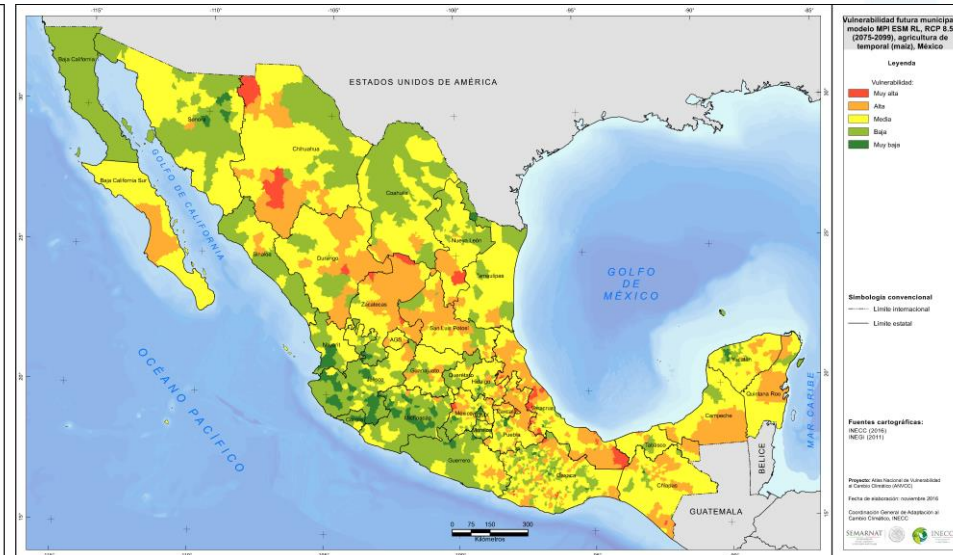 Vulnerabilidad futura municipal
modelo MPI ESM RL, RCP 8.5
(2075-2099), agricultura de
temporal (maíz), México
Leyenda
Vulnerabilidad:
Muy alta
Alta
Media
Baja
Muy baja
Simbología convencional
Límite internacional
Límite estatal
Fuentes cartográficas:
INECC (2016)
INEGI (2011)
Proyecto: Atlas Nacional de Vulnerabilidad
al Cambio Climático (ANVCC)
Fecha de elaboración: noviembre 2016
Coordinación General de Adaptación al
Cambio Climático, INECC
SEMARNAT
INECC
-115°
-110°
-105°
-100°
-95°
-90°
-85°
30°
25°
20°
15°
ESTADOS UNIDOS DE AMÉRICA
Baja California
Sonora
Chihuahua
Coahuila
Baja California Sur
GOLFO DE CALIFORNIA
Nuevo León
Sinaloa
Durango
Tamaulipas
Zacatecas
San Luis Potosí
AGS
Nayarit
GOLFO
DE
MÉXICO
Jalisco
Guanajuato
Querétaro
Hidalgo
Yucatán
Quintana Roo
Campeche
Puebla
Guerrero
Oaxaca
Tabasco
Chiapas
OCÉANO PACÍFICO
MAR CARIBE
BELICE
GUATEMALA
0 75 150 300
Kilómetros